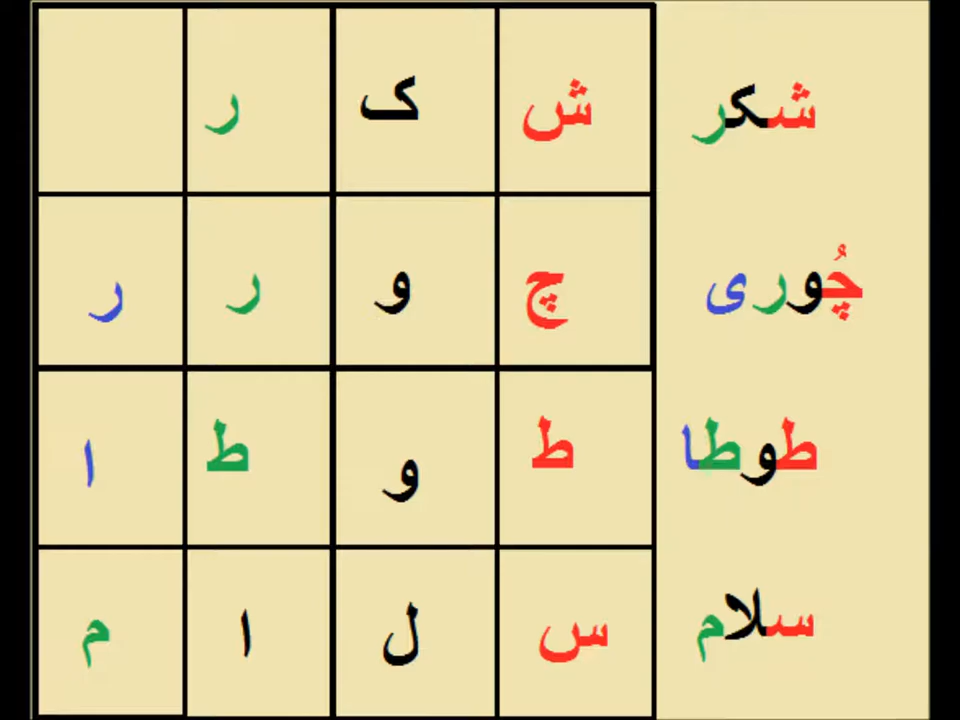 شکر ش ک ر
چُوری چ و ر ر
طوطا ط و ط ا
سلام س ل ا م